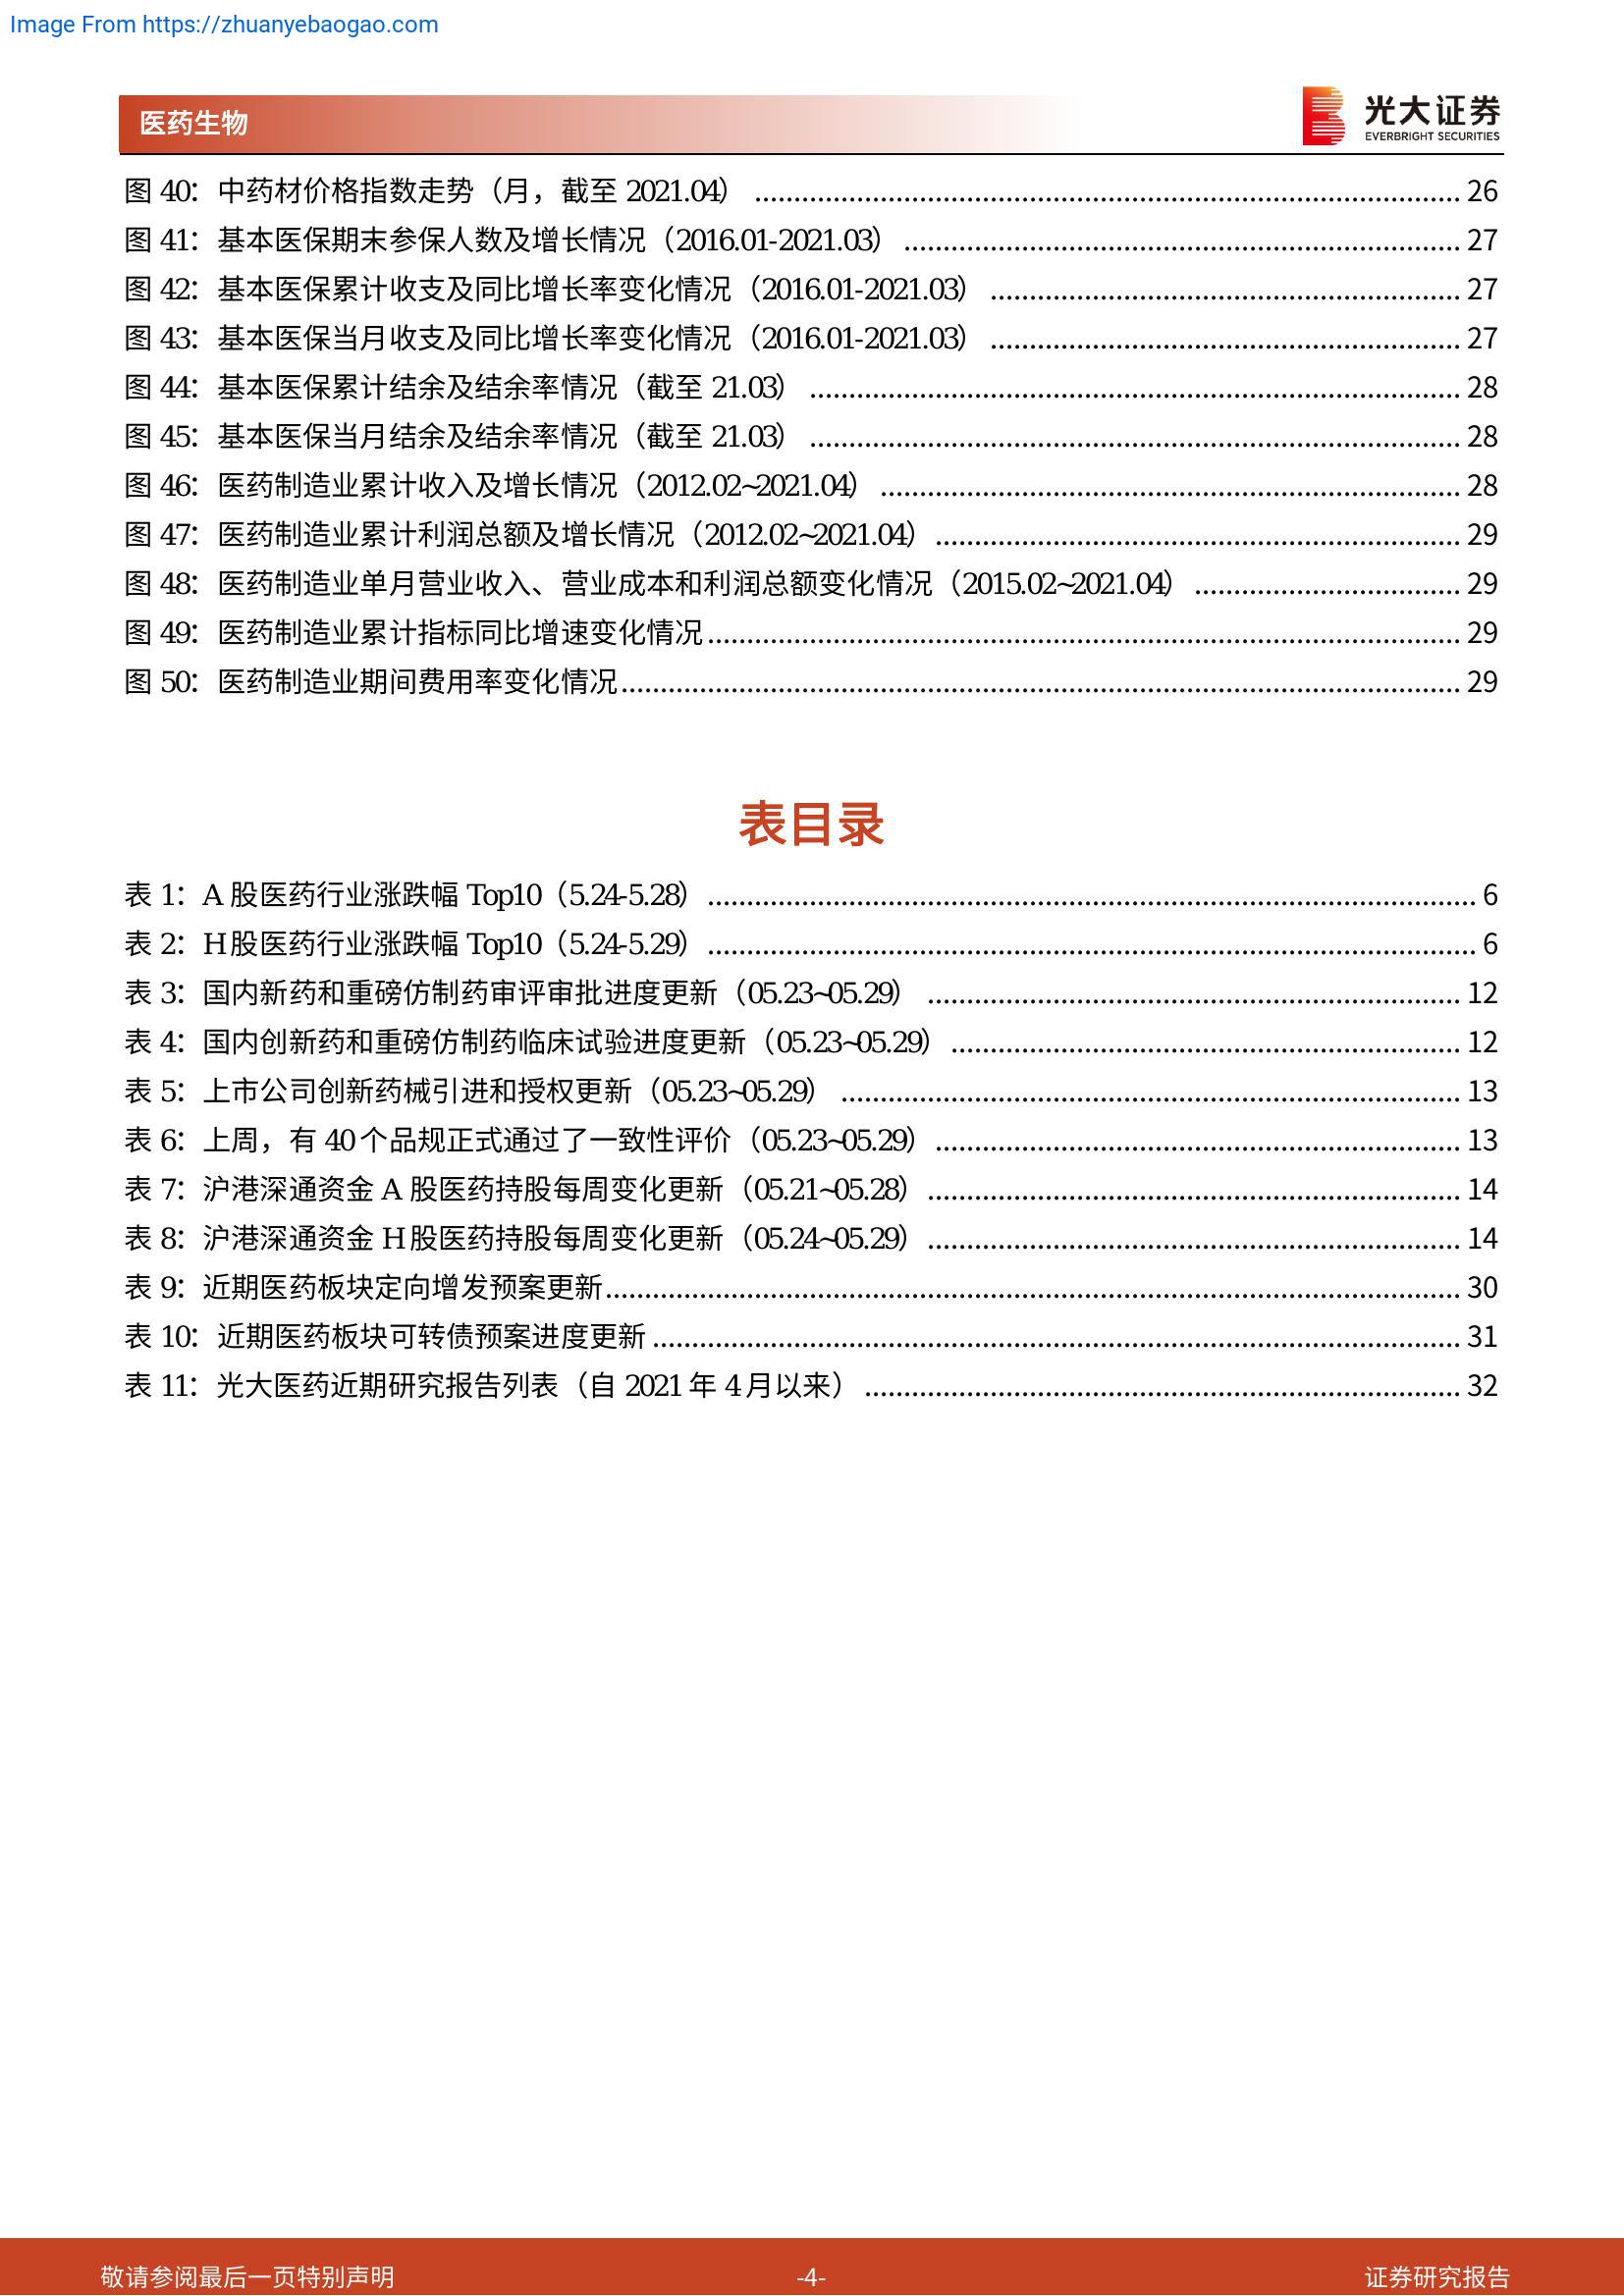 Image From https://zhuanyebaogao.com
医药生物
光大证券
EVERBRIGHT SECURITIES
图 40：中药材价格指数走势（月，截至 2021.04） 26
图 41：基本医保期末参保人数及增长情况（2016.01-2021.03） 27
图 42：基本医保累计收支及同比增长率变化情况（2016.01-2021.03） 27
图 43：基本医保当月收支及同比增长率变化情况（2016.01-2021.03） 27
图 44：基本医保累计结余及结余率情况（截至 21.03） 28
图 45：基本医保当月结余及结余率情况（截至 21.03） 28
图 46：医药制造业累计收入及增长情况（2012.02~2021.04） 28
图 47：医药制造业累计利润总额及增长情况（2012.02~2021.04） 29
图 48：医药制造业单月营业收入、营业成本和利润总额变化情况（2015.02~2021.04） 29
图 49：医药制造业累计指标同比增速变化情况 29
图 50：医药制造业期间费用率变化情况 29
表目录
表 1：A 股医药行业涨跌幅 Top10（5.24-5.28） 6
表 2：H 股医药行业涨跌幅 Top10（5.24-5.29） 6
表 3：国内新药和重磅仿制药审评审批进度更新（05.23~05.29） 12
表 4：国内创新药和重磅仿制药临床试验进度更新（05.23~05.29） 12
表 5：上市公司创新药械引进和授权更新（05.23~05.29） 13
表 6：上周，有 40 个品规正式通过了一致性评价（05.23~05.29） 13
表 7：沪港深通资金 A 股医药持股每周变化更新（05.21~05.28） 14
表 8：沪港深通资金 H 股医药持股每周变化更新（05.24~05.29） 14
表 9：近期医药板块定向增发预案更新 30
表 10：近期医药板块可转债预案进度更新 31
表 11：光大医药近期研究报告列表（自 2021 年 4 月以来） 32
敬请参阅最后一页特别声明
-4-
证券研究报告